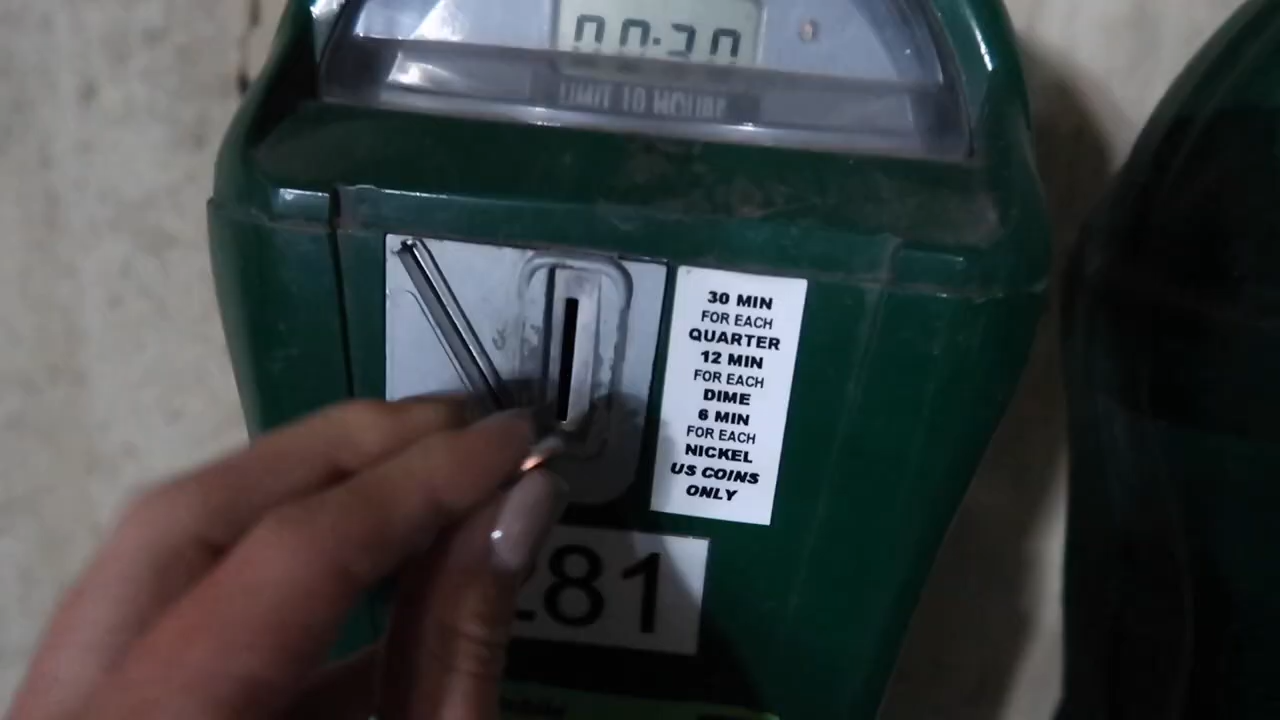 00:30
LIMIT 10 HOURS
30 MIN
FOR EACH
QUARTER
12 MIN
FOR EACH
DIME
6 MIN
FOR EACH
NICKEL
US COINS
ONLY
281